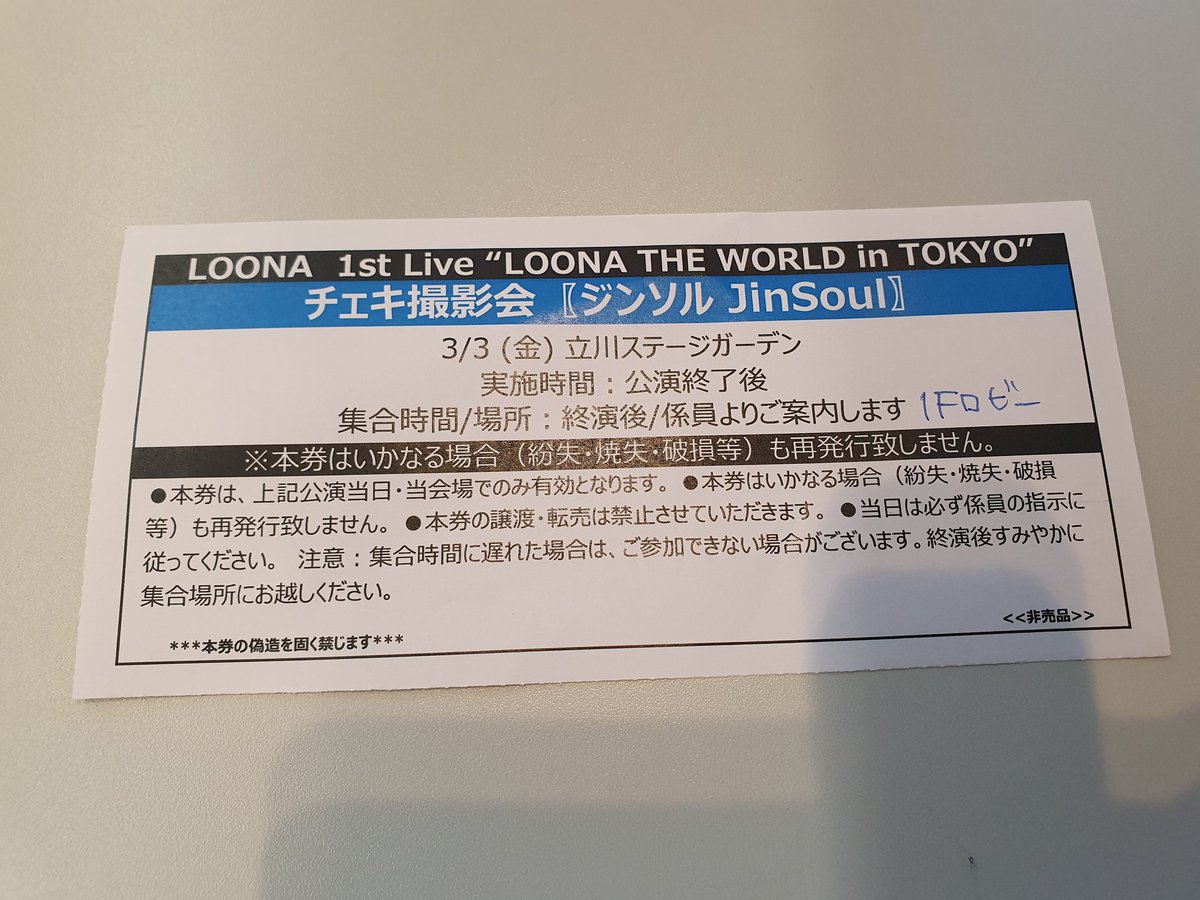 LOONA 1st Live “LOONA THE WORLD in TOKYO”
チェキ撮影会〖ジンソル JinSoul〗
3/3 (金) 立川ステージガーデン
実施時間：公演終了後
集合時間/場所：終演後/係員よりご案内します 1Fロビー
※本券はいかなる場合（紛失･焼失･破損等）も再発行致しません。
●本券は、上記公演当日･当会場でのみ有効となります。 ●本券はいかなる場合（紛失･焼失･破損
等）も再発行致しません。 ●本券の譲渡･転売は禁止させていただきます。 ●当日は必ず係員の指示に
従ってください。 注意：集合時間に遅れた場合は、ご参加できない場合がございます。終演後すみやかに
集合場所にお越しください。
<<非売品>>
***本券の偽造を固く禁じます***